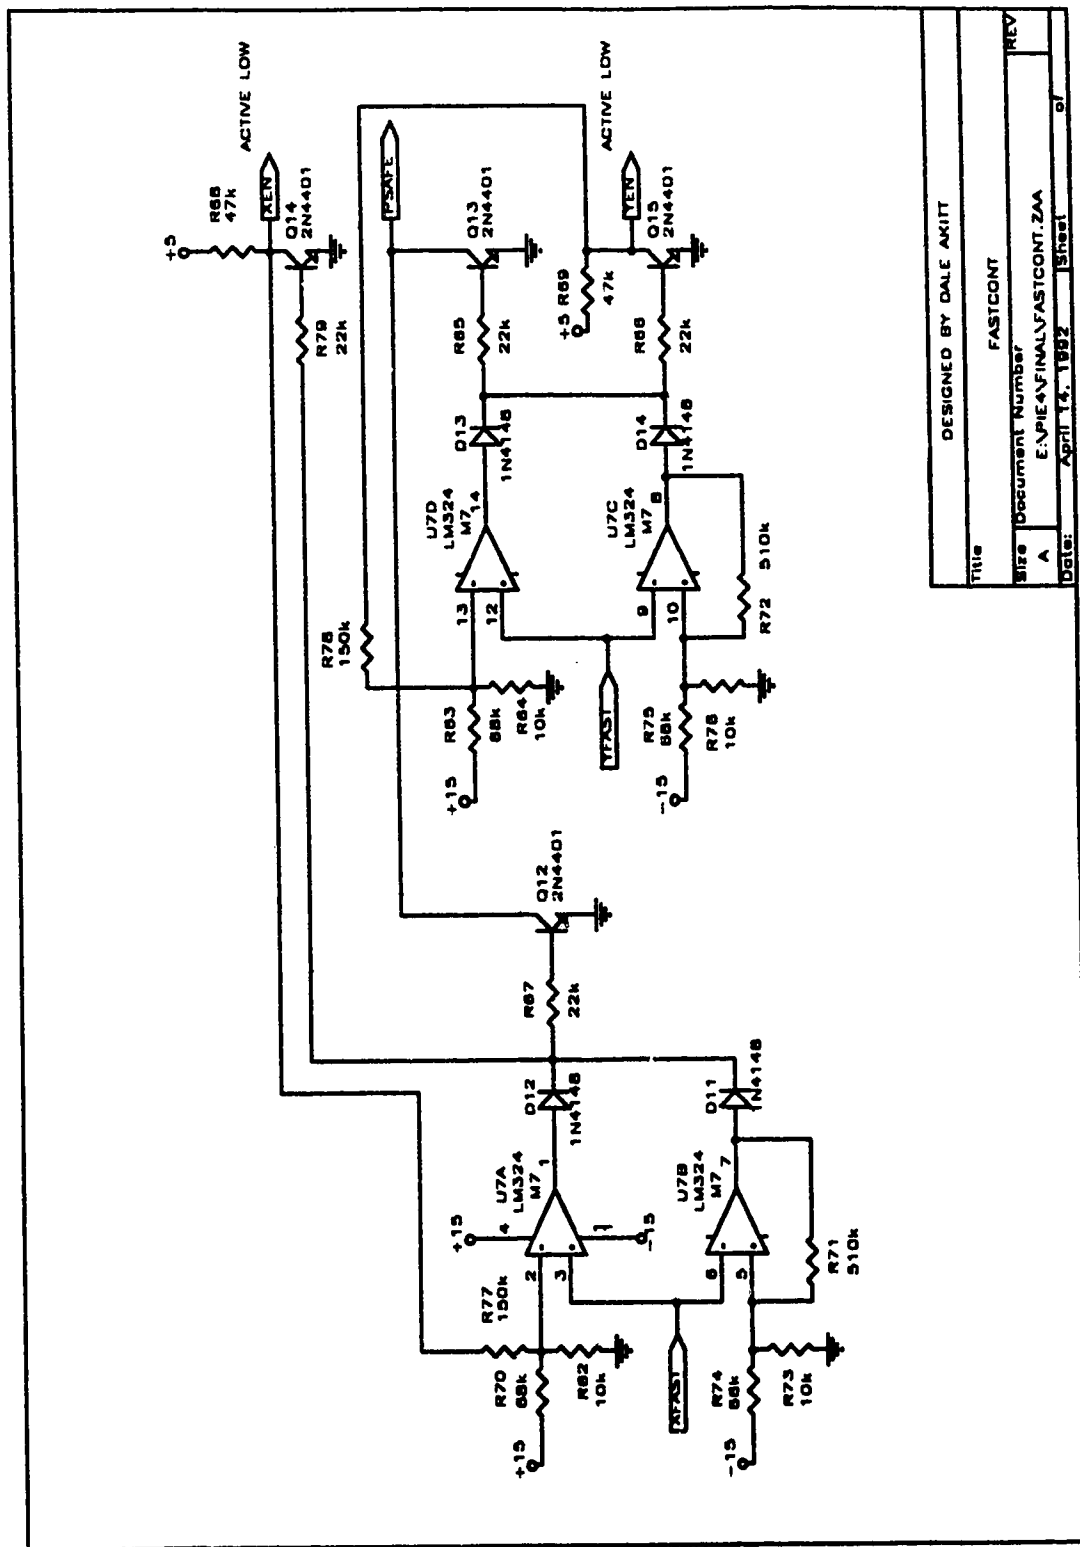 +5
R68
47k
XEN
ACTIVE LOW
Q14
2N4401
R79
22k
PSAFE
Q13
2N4401
R65
22k
+5
R69
47k
YEN
ACTIVE LOW
Q15
2N4401
R66
22k
D13
1N4148
D14
1N4148
U7D
LM324
M7
14
13
12
U7C
LM324
M7
8
9
10
R72
510k
R78
150k
+15
R63
68k
R64
10k
YFAST
-15
R75
68k
R76
10k
Q12
2N4401
R67
22k
D12
1N4148
D11
1N4148
+15
4
U7A
LM324
M7
1
2
3
11
-15
U7B
LM324
M7
7
6
5
R71
510k
R77
150k
+15
R70
68k
R62
10k
XFAST
-15
R74
68k
R73
10k
DESIGNED BY DALE AKITT
Title
FASTCONT
Size Document Number REV
A E:\PIE4\FINAL\FASTCONT.ZAA
Date: April 14, 1992 Sheet of